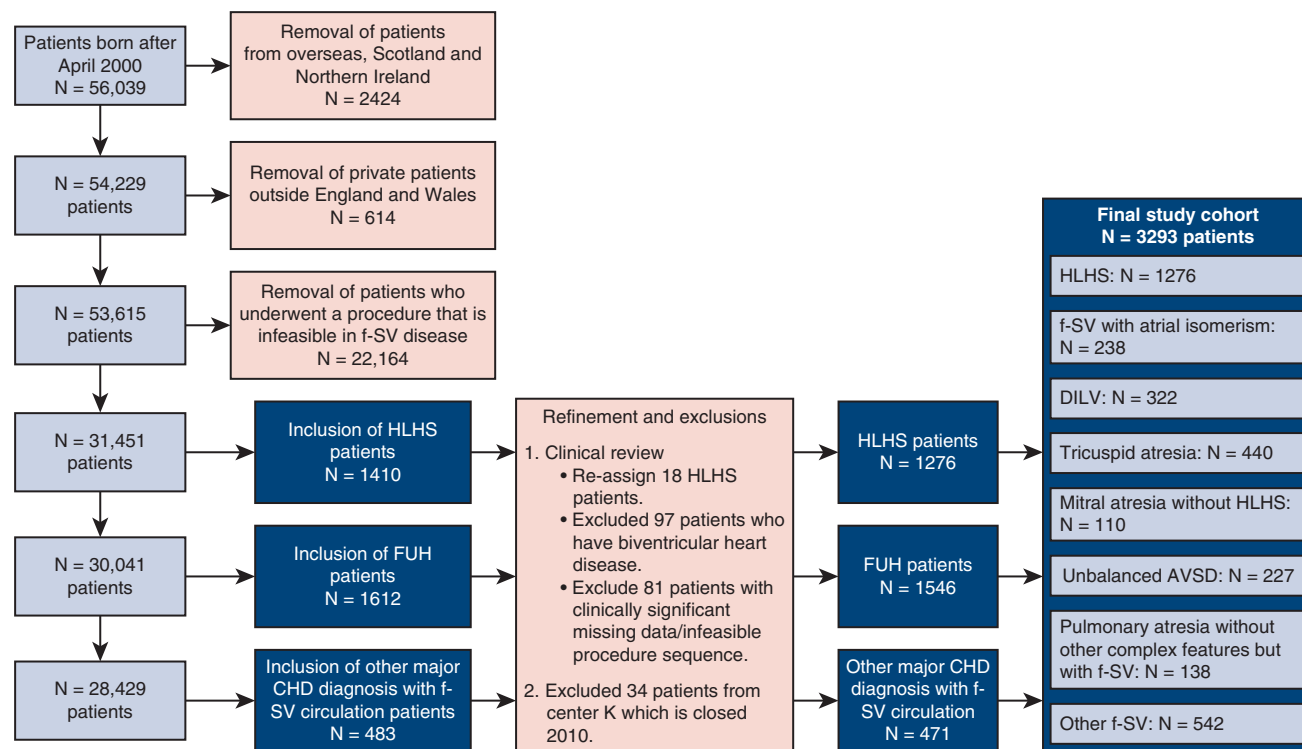 Patients born after
April 2000
N = 56,039
Removal of patients
from overseas, Scotland and
Northern Ireland
N = 2424
N = 54,229
patients
Removal of private patients
outside England and Wales
N = 614
N = 53,615
patients
Removal of patients who
underwent a procedure that is
infeasible in f-SV disease
N = 22,164
N = 31,451
patients
Inclusion of HLHS
patients
N = 1410
N = 30,041
patients
Inclusion of FUH
patients
N = 1612
N = 28,429
patients
Inclusion of other major
CHD diagnosis with f-
SV circulation patients
N = 483
Refinement and exclusions
1. Clinical review
• Re-assign 18 HLHS
patients.
• Excluded 97 patients who
have biventricular heart
disease.
• Exclude 81 patients with
clinically significant
missing data/infeasible
procedure sequence.
2. Excluded 34 patients from
center K which is closed
2010.
HLHS patients
N = 1276
FUH patients
N = 1546
Other major CHD
diagnosis with f-
SV circulation
N = 471
Final study cohort
N = 3293 patients
HLHS: N = 1276
f-SV with atrial isomerism:
N = 238
DILV: N = 322
Tricuspid atresia: N = 440
Mitral atresia without HLHS:
N = 110
Unbalanced AVSD: N = 227
Pulmonary atresia without
other complex features but
with f-SV: N = 138
Other f-SV: N = 542